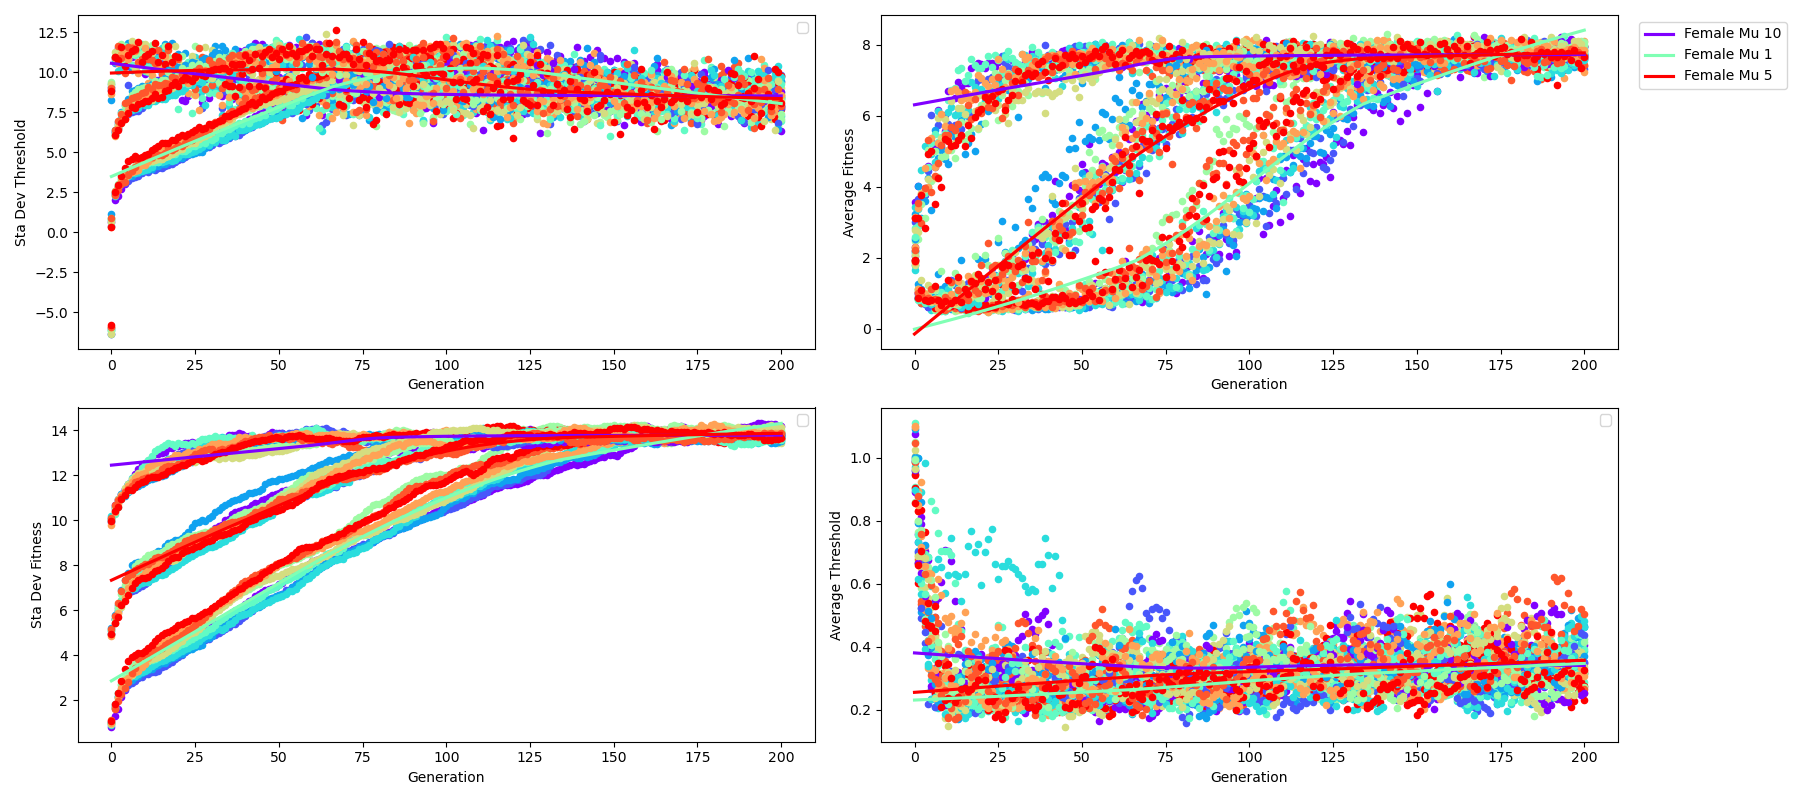 12.5
10.0
7.5
5.0
2.5
0.0
−2.5
−5.0
Sta Dev Threshold
0 25 50 75 100 125 150 175 200
Generation
8
6
4
2
0
Average Fitness
0 25 50 75 100 125 150 175 200
Generation
Female Mu 10
Female Mu 1
Female Mu 5
14
12
10
8
6
4
2
Sta Dev Fitness
0 25 50 75 100 125 150 175 200
Generation
1.0
0.8
0.6
0.4
0.2
Average Threshold
0 25 50 75 100 125 150 175 200
Generation